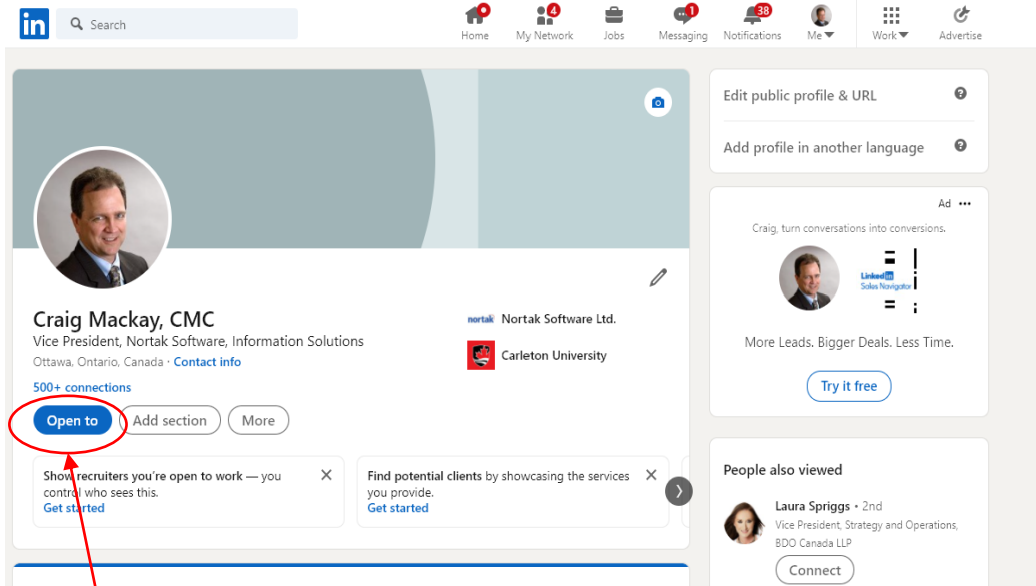 in
Search
Home
My Network
4
Jobs
Messaging
1
Notifications
38
Me
Work
Advertise
Craig Mackay, CMC
Vice President, Nortak Software, Information Solutions
Ottawa, Ontario, Canada · Contact info
500+ connections
nortak Nortak Software Ltd.
Carleton University
Open to
Add section
More
Show recruiters you're open to work — you
control who sees this.
Get started
Find potential clients by showcasing the services
you provide.
Get started
Edit public profile & URL
Add profile in another language
Ad
Craig, turn conversations into conversions.
Linked in
Sales Navigator
More Leads. Bigger Deals. Less Time.
Try it free
People also viewed
Laura Spriggs • 2nd
Vice President, Strategy and Operations,
BDO Canada LLP
Connect